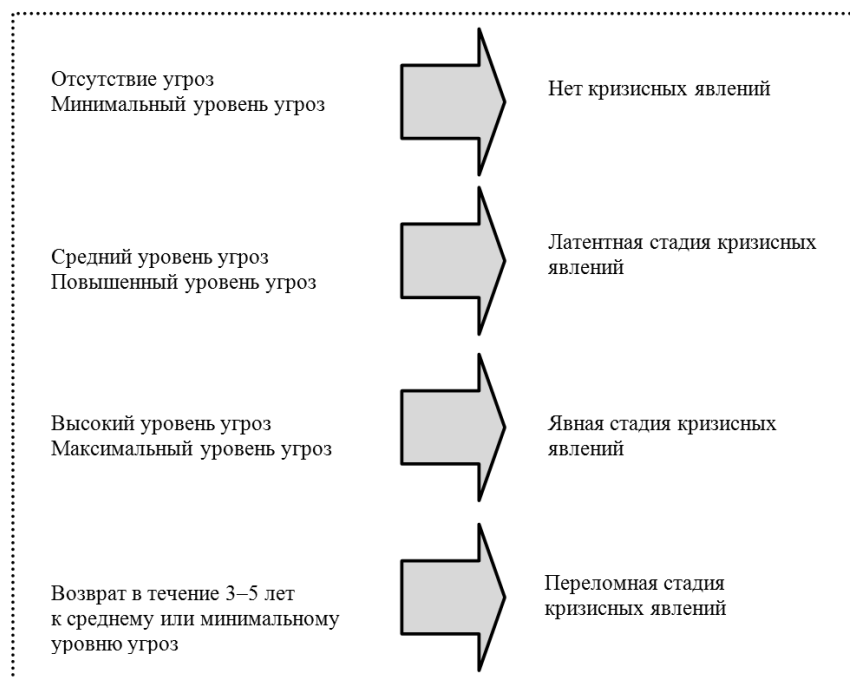 Отсутствие угроз
Минимальный уровень угроз
Нет кризисных явлений
Средний уровень угроз
Повышенный уровень угроз
Латентная стадия кризисных
явлений
Высокий уровень угроз
Максимальный уровень угроз
Явная стадия кризисных
явлений
Возврат в течение 3–5 лет
к среднему или минимальному
уровню угроз
Переломная стадия
кризисных явлений